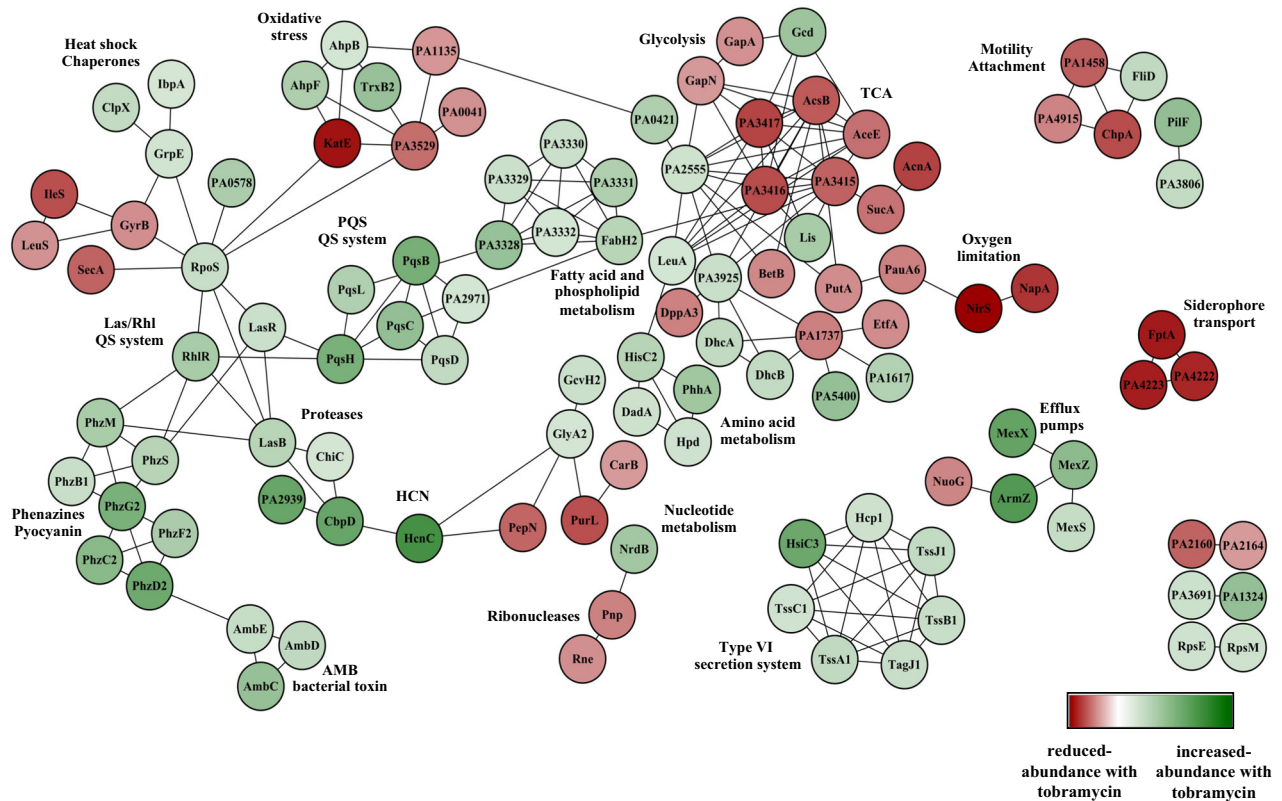 Oxidative
stress
Heat shock
Chaperones
Glycolysis
TCA
Motility
Attachment
AhpB
PA1135
AhpF
TrxB2
PA0041
KatE
PA3529
IbpA
ClpX
GrpE
PA0578
IleS
GyrB
LeuS
SecA
RpoS
GapA
Gcd
GapN
AcsB
PA3417
AceE
PA0421
PA2555
PA3416
PA3415
AcnA
SucA
Lis
LeuA
PA3925
BetB
PutA
PauA6
DppA3
PA1458
FliD
PA4915
ChpA
PilF
PA3806
PA3330
PA3329
PA3331
PA3328
PA3332
FabH2
Fatty acid and
phospholipid
metabolism
PQS
QS system
PqsB
PqsL
PA2971
PqsC
PqsH
PqsD
Las/Rhl
QS system
LasR
RhlR
Oxygen
limitation
NirS
NapA
Siderophore
transport
FptA
PA4223
PA4222
DhcA
PA1737
EtfA
DhcB
PA5400
PA1617
HisC2
PhhA
DadA
Hpd
Amino acid
metabolism
GcvH2
GlyA2
CarB
PurL
PepN
Nucleotide
metabolism
NrdB
Ribonucleases
Pnp
Rne
Proteases
LasB
ChiC
PA2939
CbpD
HCN
HcnC
PhzM
PhzS
PhzB1
PhzG2
Phenazines
Pyocyanin
PhzF2
PhzC2
PhzD2
AmbE
AmbD
AmbC
AMB
bacterial toxin
Efflux
pumps
MexX
MexZ
NuoG
ArmZ
MexS
Hcp1
HsiC3
TssJ1
TssC1
TssB1
TssA1
TagJ1
Type VI
secretion system
PA2160
PA2164
PA3691
PA1324
RpsE
RpsM
reduced-
abundance with
tobramycin
increased-
abundance with
tobramycin